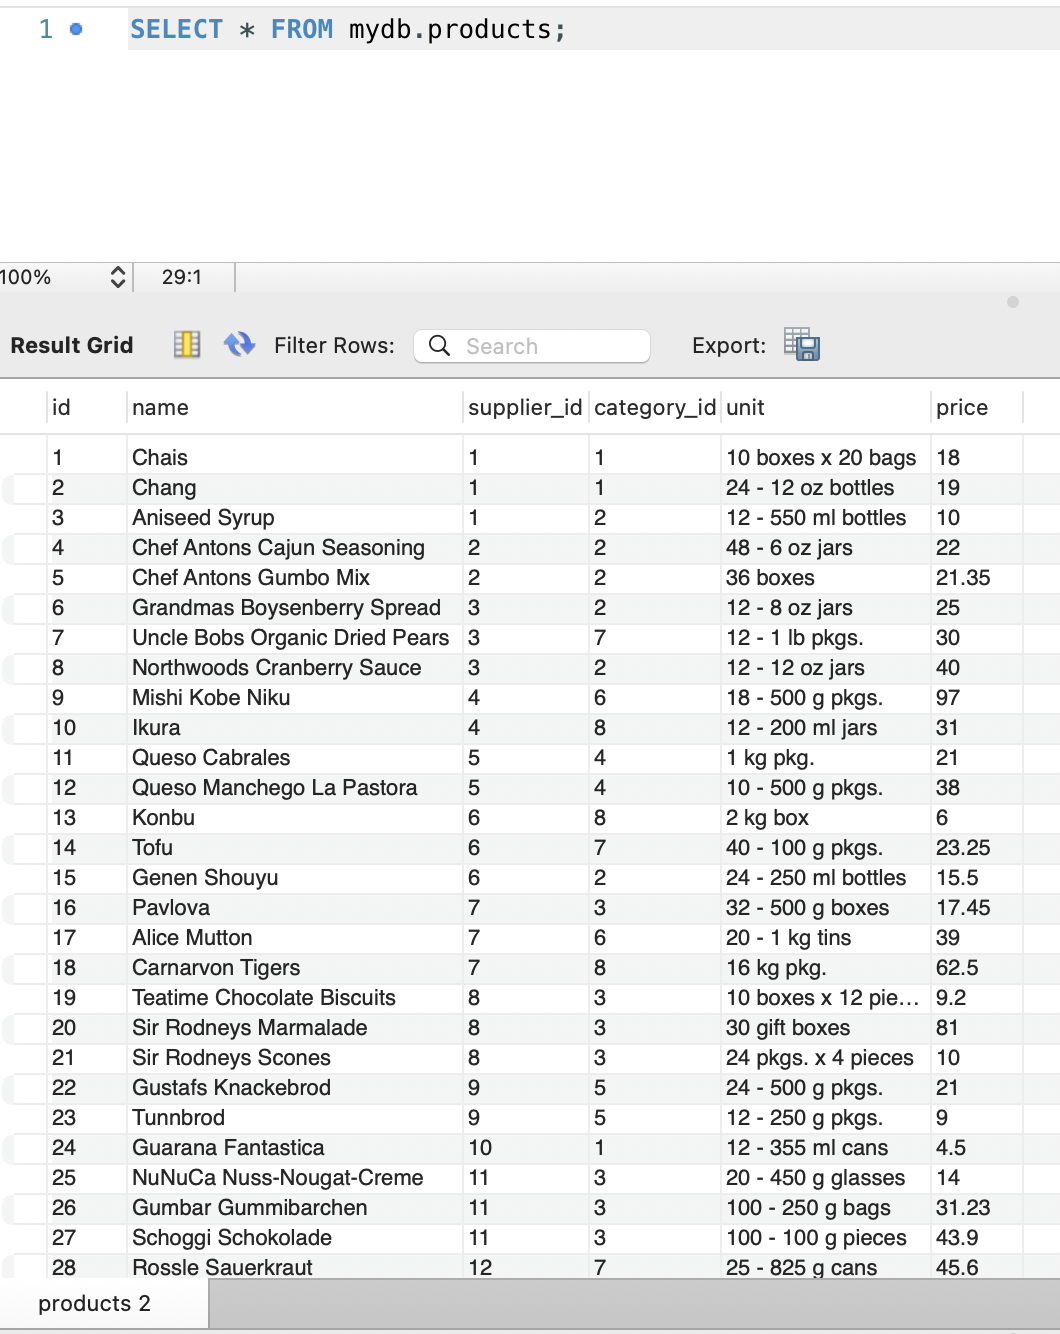 1 SELECT * FROM mydb.products;
100% 29:1
Result Grid Filter Rows: Search Export:
id name supplier_id category_id unit price
1 Chais 1 1 10 boxes x 20 bags 18
2 Chang 1 1 24 - 12 oz bottles 19
3 Aniseed Syrup 1 2 12 - 550 ml bottles 10
4 Chef Antons Cajun Seasoning 2 2 48 - 6 oz jars 22
5 Chef Antons Gumbo Mix 2 2 36 boxes 21.35
6 Grandmas Boysenberry Spread 3 2 12 - 8 oz jars 25
7 Uncle Bobs Organic Dried Pears 3 7 12 - 1 lb pkgs. 30
8 Northwoods Cranberry Sauce 3 2 12 - 12 oz jars 40
9 Mishi Kobe Niku 4 6 18 - 500 g pkgs. 97
10 Ikura 4 8 12 - 200 ml jars 31
11 Queso Cabrales 5 4 1 kg pkg. 21
12 Queso Manchego La Pastora 5 4 10 - 500 g pkgs. 38
13 Konbu 6 8 2 kg box 6
14 Tofu 6 7 40 - 100 g pkgs. 23.25
15 Genen Shouyu 6 2 24 - 250 ml bottles 15.5
16 Pavlova 7 3 32 - 500 g boxes 17.45
17 Alice Mutton 7 6 20 - 1 kg tins 39
18 Carnarvon Tigers 7 8 16 kg pkg. 62.5
19 Teatime Chocolate Biscuits 8 3 10 boxes x 12 pie... 9.2
20 Sir Rodneys Marmalade 8 3 30 gift boxes 81
21 Sir Rodneys Scones 8 3 24 pkgs. x 4 pieces 10
22 Gustafs Knackebrod 9 5 24 - 500 g pkgs. 21
23 Tunnbrod 9 5 12 - 250 g pkgs. 9
24 Guarana Fantastica 10 1 12 - 355 ml cans 4.5
25 NuNuCa Nuss-Nougat-Creme 11 3 20 - 450 g glasses 14
26 Gumbar Gummibarchen 11 3 100 - 250 g bags 31.23
27 Schoggi Schokolade 11 3 100 - 100 g pieces 43.9
28 Rossle Sauerkraut 12 7 25 - 825 g cans 45.6
products 2